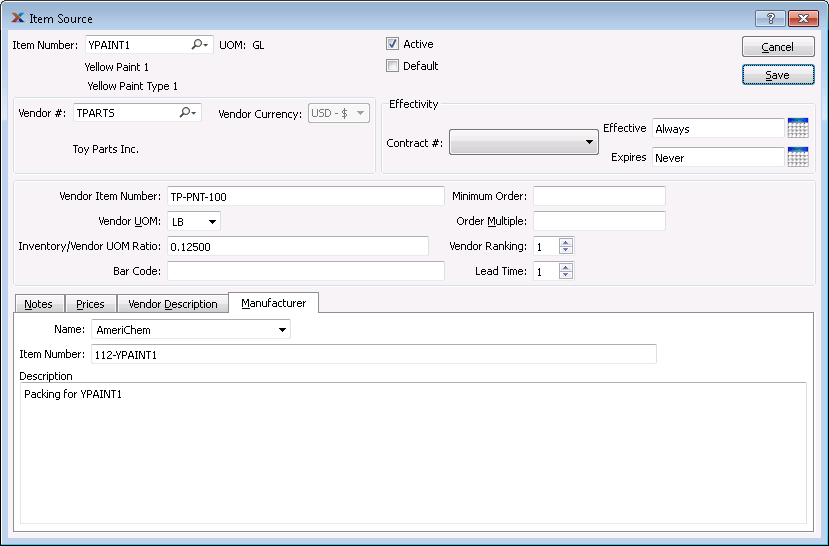 Item Source
?
Item Number: YPAINT1 UOM: GL
Active
Cancel
Yellow Paint 1
Default
Save
Yellow Paint Type 1
Vendor #: TPARTS Vendor Currency: USD - $
Effectivity
Effective Always
Contract #:
Toy Parts Inc.
Expires Never
Vendor Item Number: TP-PNT-100 Minimum Order:
Vendor UOM: LB Order Multiple:
Inventory/Vendor UOM Ratio: 0.12500 Vendor Ranking: 1
Bar Code: Lead Time: 1
Notes Prices Vendor Description Manufacturer
Name: AmeriChem
Item Number: 112-YPAINT1
Description
Packing for YPAINT1